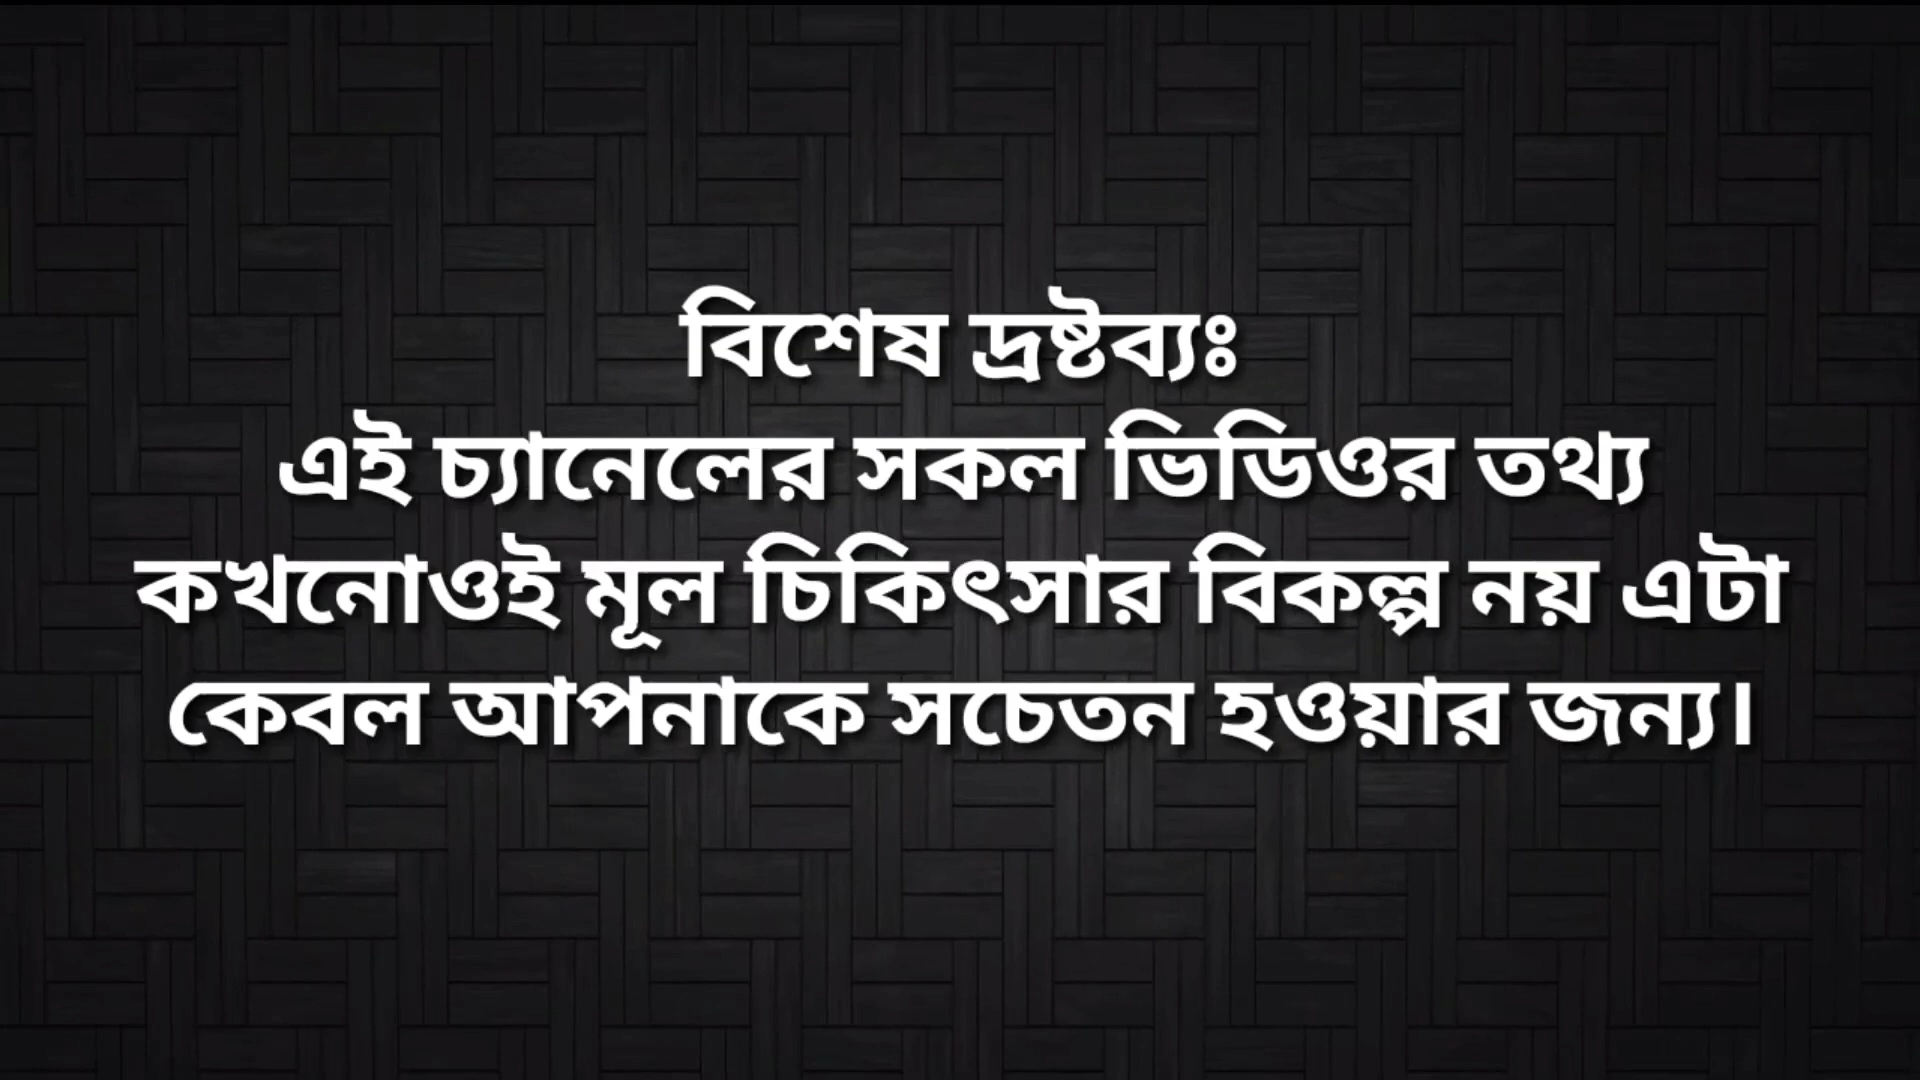 বিশেষ দ্রষ্টব্যঃ
এই চ্যানেলের সকল ভিডিওর তথ্য
কখনোওই মূল চিকিৎসার বিকল্প নয় এটা
কেবল আপনাকে সচেতন হওয়ার জন্য।